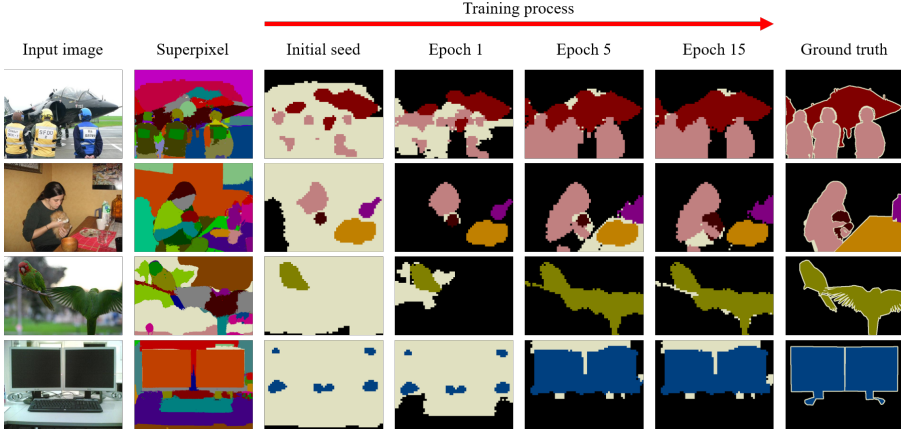 Training process
Input image Superpixel Initial seed Epoch 1 Epoch 5 Epoch 15 Ground truth